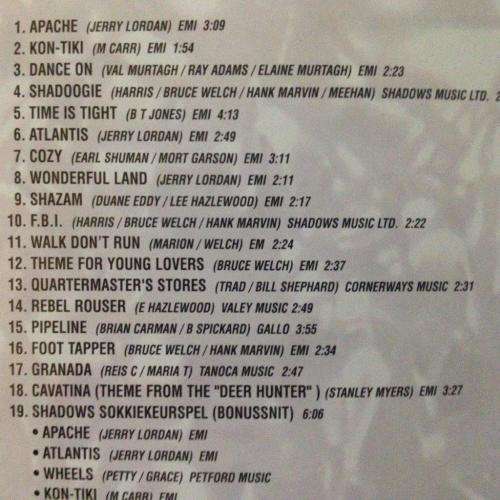 1. APACHE (JERRY LORDAN) EMI 3:09
2. KON-TIKI (M CARR) EMI 1:54
3. DANCE ON (VAL MURTAGH / RAY ADAMS / ELAINE MURTAGH) EMI 2:23
4. SHADOOGIE (HARRIS / BRUCE WELCH / HANK MARVIN / MEEHAN) SHADOWS MUSIC LTD.
5. TIME IS TIGHT (B T JONES) EMI 4:13
6. ATLANTIS (JERRY LORDAN) EMI 2:49
7. COZY (EARL SHUMAN / MORT GARSON) EMI 3:11
8. WONDERFUL LAND (JERRY LORDAN) EMI 2:11
9. SHAZAM (DUANE EDDY / LEE HAZLEWOOD) EMI 2:17
10. F.B.I. (HARRIS / BRUCE WELCH / HANK MARVIN) SHADOWS MUSIC LTD. 2:22
11. WALK DON'T RUN (MARION / WELCH) EM 2:24
12. THEME FOR YOUNG LOVERS (BRUCE WELCH) EMI 2:37
13. QUARTERMASTER'S STORES (TRAD / BILL SHEPHARD) CORNERWAYS MUSIC 2:31
14. REBEL ROUSER (E HAZLEWOOD) VALEY MUSIC 2:49
15. PIPELINE (BRIAN CARMAN / B SPICKARD) GALLO 3:55
16. FOOT TAPPER (BRUCE WELCH / HANK MARVIN) EMI 2:34
17. GRANADA (REIS C / MARIA T) TANOCA MUSIC 2:47
18. CAVATINA (THEME FROM THE "DEER HUNTER" ) (STANLEY MYERS) EMI 3:27
19. SHADOWS SOKKIEKEURSPEL (BONUSSNIT) 6:06
• APACHE (JERRY LORDAN) EMI
• ATLANTIS (JERRY LORDAN) EMI
• WHEELS (PETTY / GRACE) PETFORD MUSIC
• KON-TIKI (M CARR) EMI